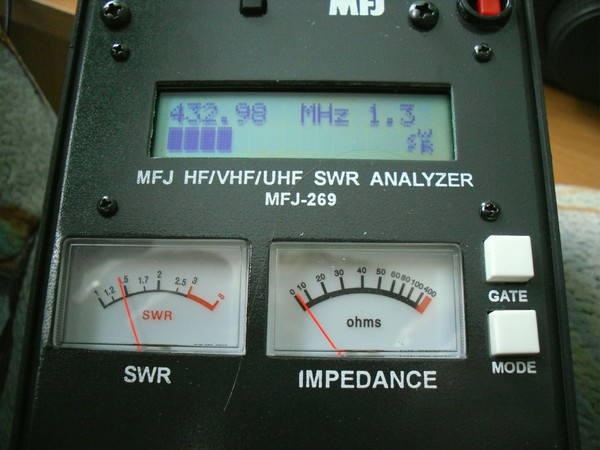 MFJ
432.98 MHz 1.3
SWR
MFJ HF/VHF/UHF SWR ANALYZER
MFJ-269
1 1.2 .5 1.7 2 2.5 3
SWR
0 10 20 30 40 50 60 80 100 400
ohms
GATE
MODE
SWR
IMPEDANCE